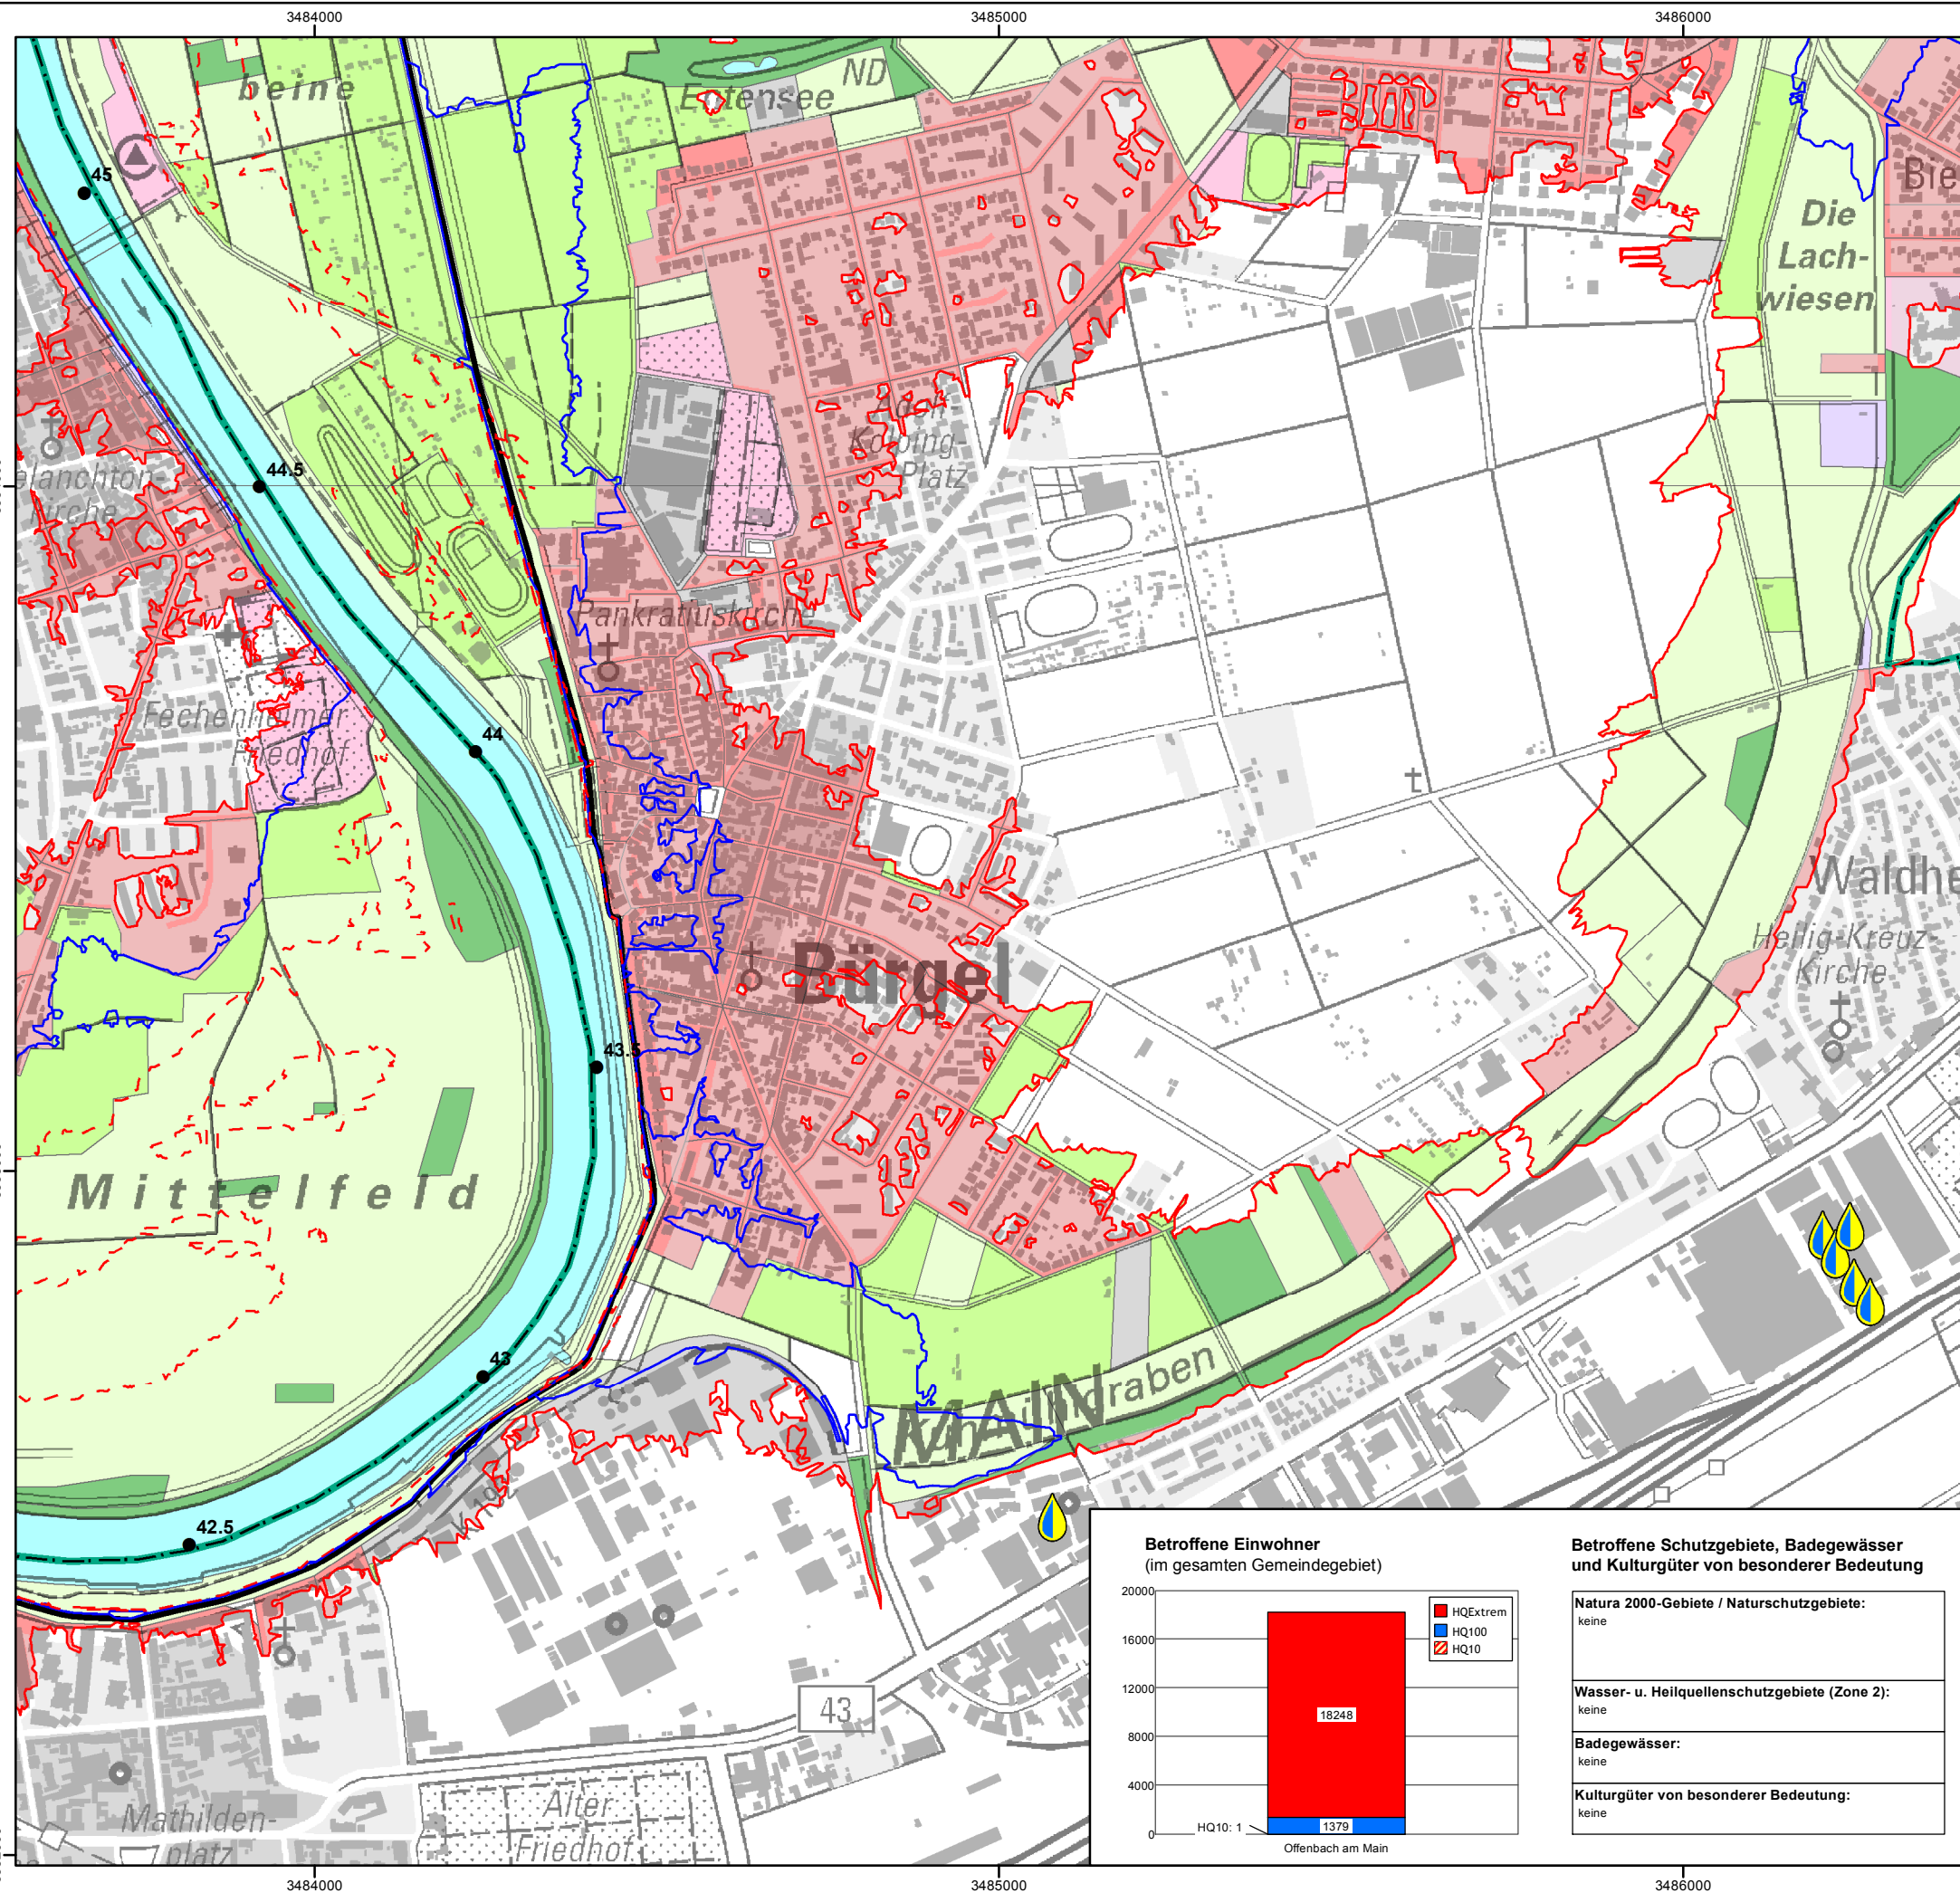 3484000
3485000
3486000
beine
ND
Entensee
45
Bie
Die
Lach-
wiesen
Adolf-
Kolping-
Platz
44.5
elanchton-
kirche
Pankratiuskirche
Fechenheimer
Friedhof
44
Waldhe
Heilig-Kreuz-
Kirche
Bürgel
43.5
Mittelfeld
43
MAIN
graben
42.5
43
Mathilden-
platz
Alter
Friedhof
Betroffene Einwohner
(im gesamten Gemeindegebiet)
20000
16000
12000
8000
4000
0
HQExtrem
HQ100
HQ10
18248
1379
HQ10: 1
Offenbach am Main
Betroffene Schutzgebiete, Badegewässer
und Kulturgüter von besonderer Bedeutung
Natura 2000-Gebiete / Naturschutzgebiete:
keine
Wasser- u. Heilquellenschutzgebiete (Zone 2):
keine
Badegewässer:
keine
Kulturgüter von besonderer Bedeutung:
keine
3484000
3485000
3486000